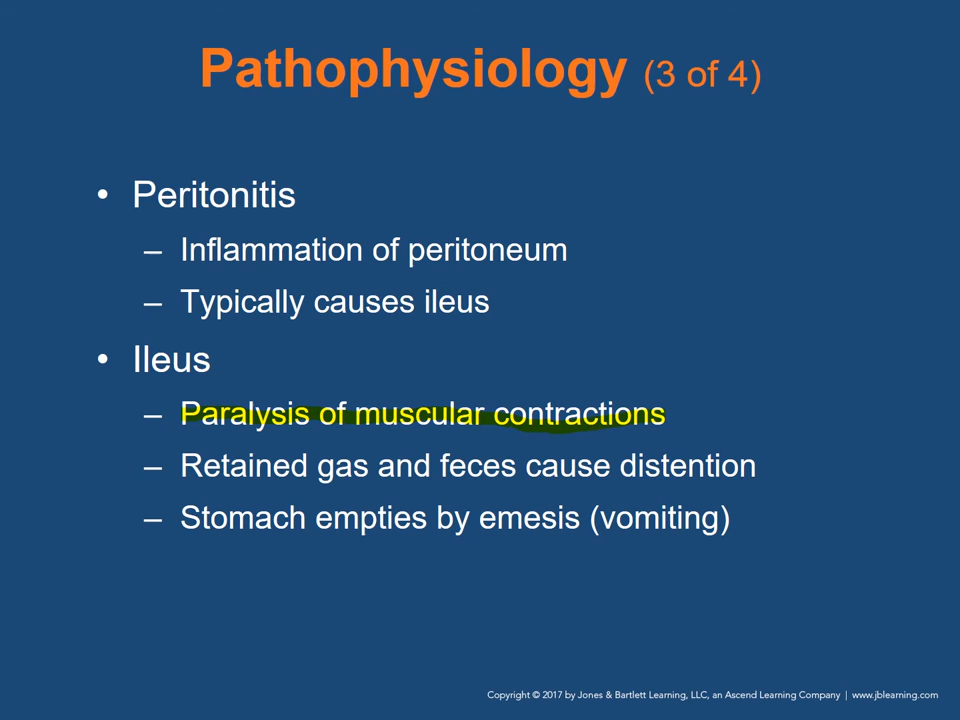 Pathophysiology (3 of 4)
• Peritonitis
– Inflammation of peritoneum
– Typically causes ileus
• Ileus
– Paralysis of muscular contractions
– Retained gas and feces cause distention
– Stomach empties by emesis (vomiting)
Copyright © 2017 by Jones & Bartlett Learning, LLC, an Ascend Learning Company | www.jblearning.com